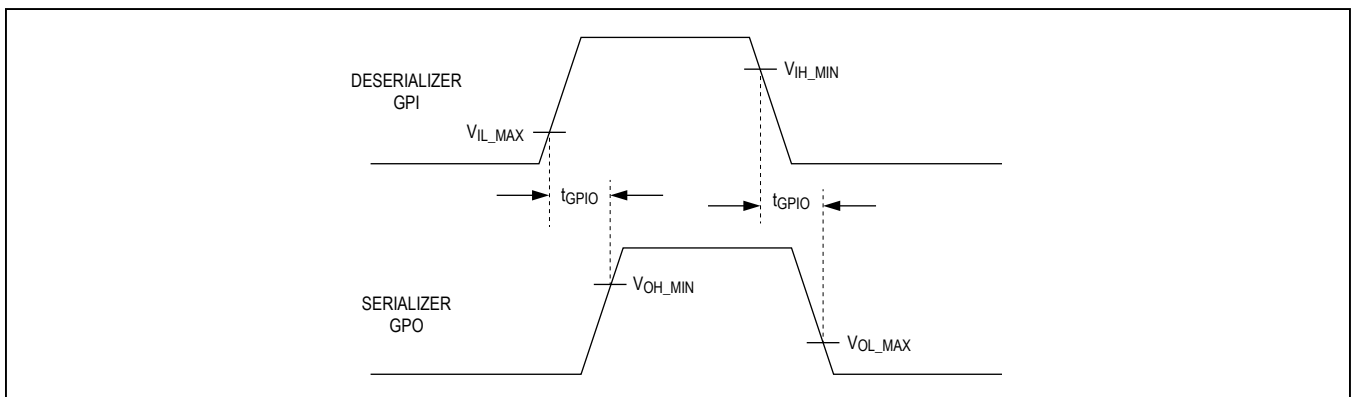 DESERIALIZER
GPI
VIH_MIN
VIL_MAX
tGPIO
tGPIO
SERIALIZER
GPO
VOH_MIN
VOL_MAX